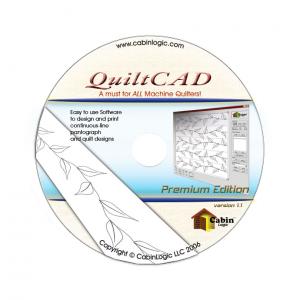 www.cabinlogic.com
QuiltCAD
A must for ALL Machine Quilters!
Easy to use Software
to design and print
continuous-line
pantograph
and quilt designs
Premium Edition
version 1.1
Cabin
Logic
Copyright © CabinLogic LLC 2006